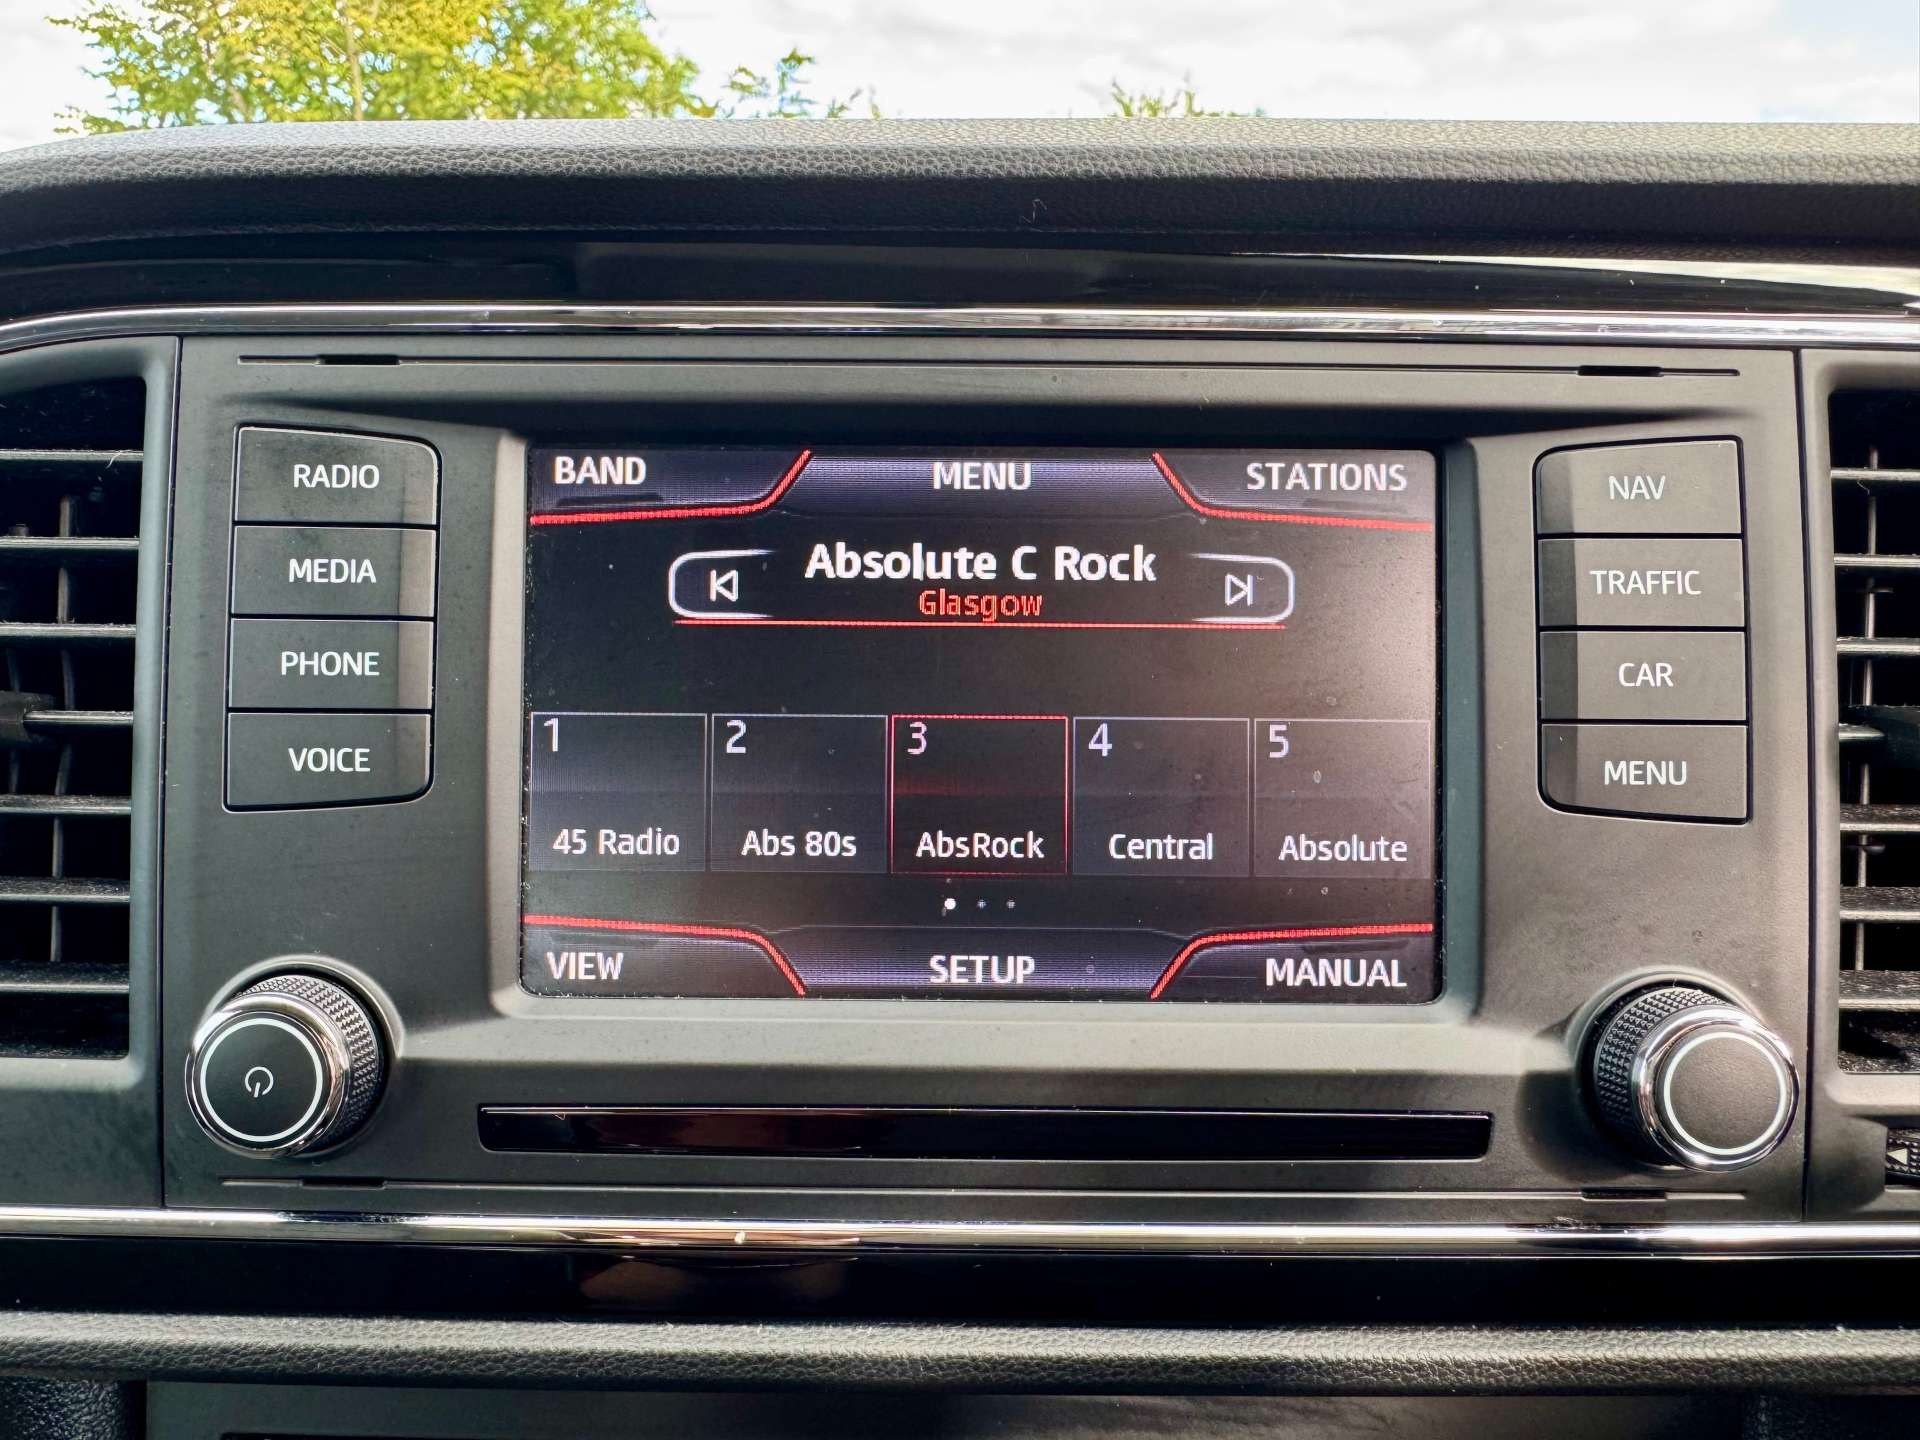 RADIO
MEDIA
PHONE
VOICE
BAND
MENU
STATIONS
Absolute C Rock
Glasgow
1
2
3
4
5
45 Radio
Abs 80s
AbsRock
Central
Absolute
VIEW
SETUP
MANUAL
NAV
TRAFFIC
CAR
MENU